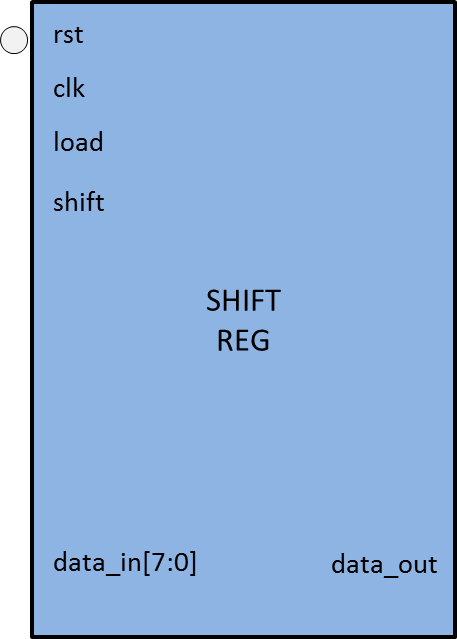 rst
clk
load
shift
SHIFT
REG
data_in[7:0]
data_out